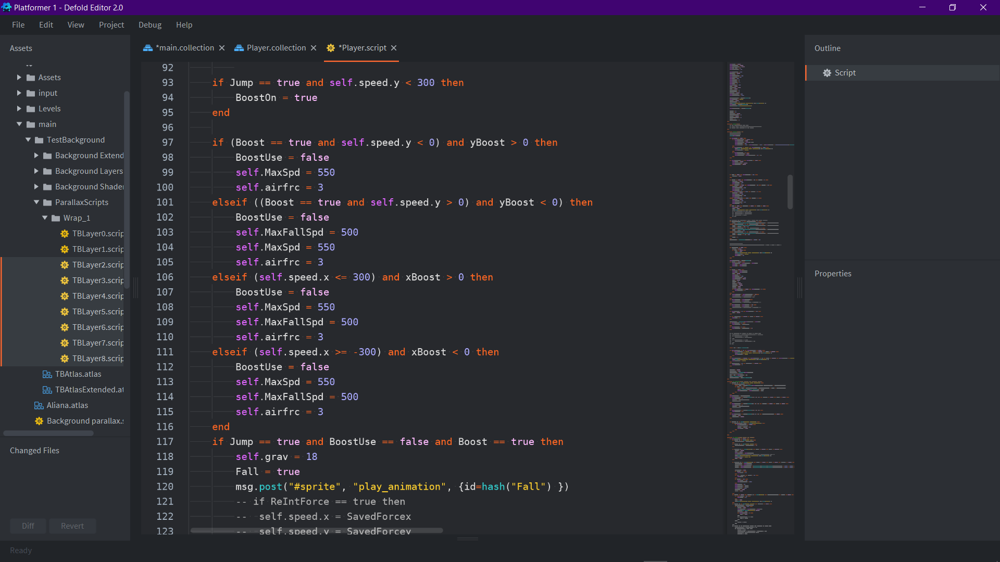 Platformer 1 - Defold Editor 2.0
File Edit View Project Debug Help
Assets
Assets
input
Levels
main
TestBackground
Background Extend
Background Layers
Background Shader
ParallaxScripts
Wrap_1
TBLayer0.scrip
TBLayer1.scrip
TBLayer2.scrip
TBLayer3.scrip
TBLayer4.scrip
TBLayer5.scrip
TBLayer6.scrip
TBLayer7.scrip
TBLayer8.scrip
TBAtlas.atlas
TBAtlasExtended.at
Aliana.atlas
Background parallax.s
Changed Files
Diff Revert
Ready
*main.collection Player.collection *Player.script
92
93 if Jump == true and self.speed.y < 300 then
94 BoostOn = true
95 end
96
97 if (Boost == true and self.speed.y < 0) and yBoost > 0 then
98 BoostUse = false
99 self.MaxSpd = 550
100 self.airfrc = 3
101 elseif ((Boost == true and self.speed.y > 0) and yBoost < 0) then
102 BoostUse = false
103 self.MaxFallSpd = 500
104 self.MaxSpd = 550
105 self.airfrc = 3
106 elseif (self.speed.x <= 300) and xBoost > 0 then
107 BoostUse = false
108 self.MaxSpd = 550
109 self.MaxFallSpd = 500
110 self.airfrc = 3
111 elseif (self.speed.x >= -300) and xBoost < 0 then
112 BoostUse = false
113 self.MaxSpd = 550
114 self.MaxFallSpd = 500
115 self.airfrc = 3
116 end
117 if Jump == true and BoostUse == false and Boost == true then
118 self.grav = 18
119 Fall = true
120 msg.post("#sprite", "play_animation", {id=hash("Fall") })
121 -- if ReIntForce == true then
122 -- self.speed.x = SavedForcex
123 -- self.speed.y = SavedForcey
Outline
Script
Properties